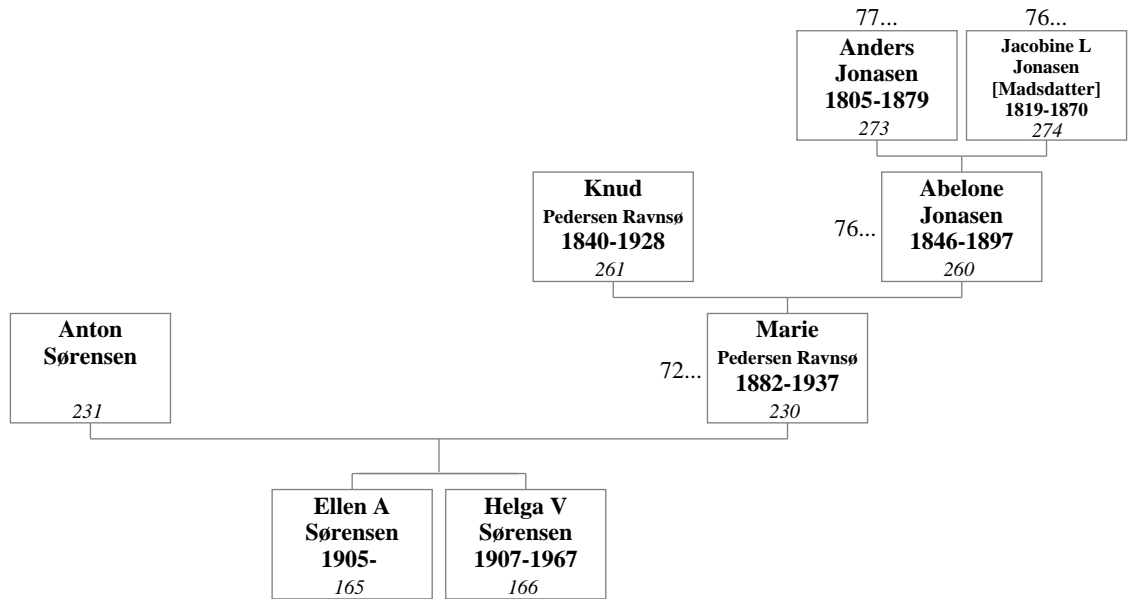 77...
76...
Anders
Jonasen
1805-1879
273
Jacobine L
Jonasen
[Madsdatter]
1819-1870
274
Knud
Pedersen Ravnsø
1840-1928
261
76...
Abelone
Jonasen
1846-1897
260
Anton
Sørensen
231
72...
Marie
Pedersen Ravnsø
1882-1937
230
Ellen A
Sørensen
1905-
165
Helga V
Sørensen
1907-1967
166